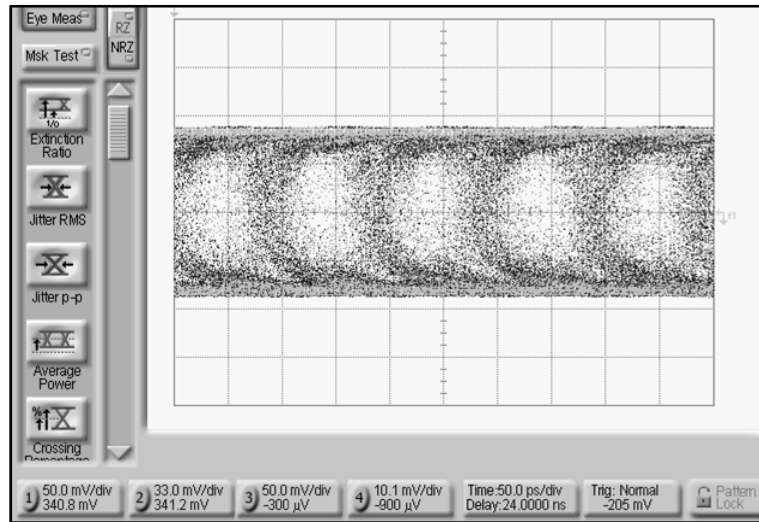 Eye Meas
RZ
NRZ
Msk Test
1/0
Extinction
Ratio
Jitter RMS
Jitter p-p
Average
Power
%
Crossing
1
50.0 mV/div
340.8 mV
2
33.0 mV/div
341.2 mV
3
50.0 mV/div
-300 µV
4
10.1 mV/div
-900 µV
Time:50.0 ps/div
Delay:24.0000 ns
Trig: Normal
-205 mV
Pattern
Lock